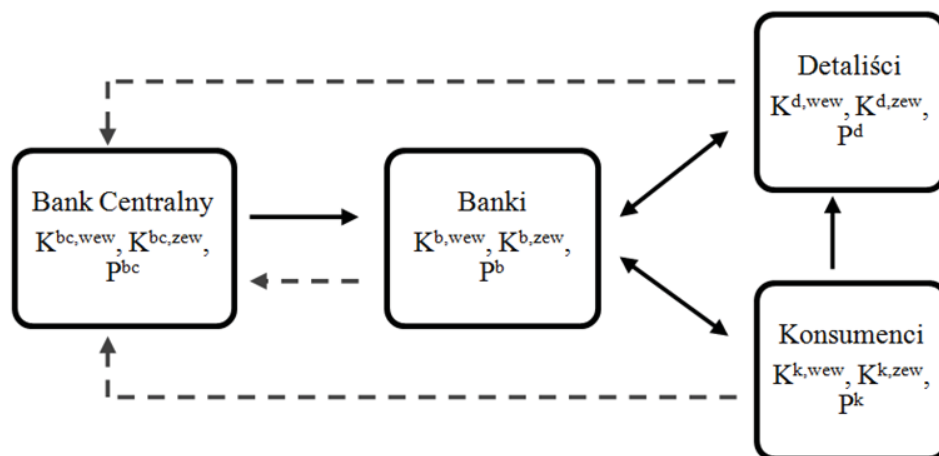 Detaliści
K^d,wew, K^d,zew,
P^d
Bank Centralny
K^bc,wew, K^bc,zew,
P^bc
Banki
K^b,wew, K^b,zew,
P^b
Konsumenci
K^k,wew, K^k,zew,
P^k